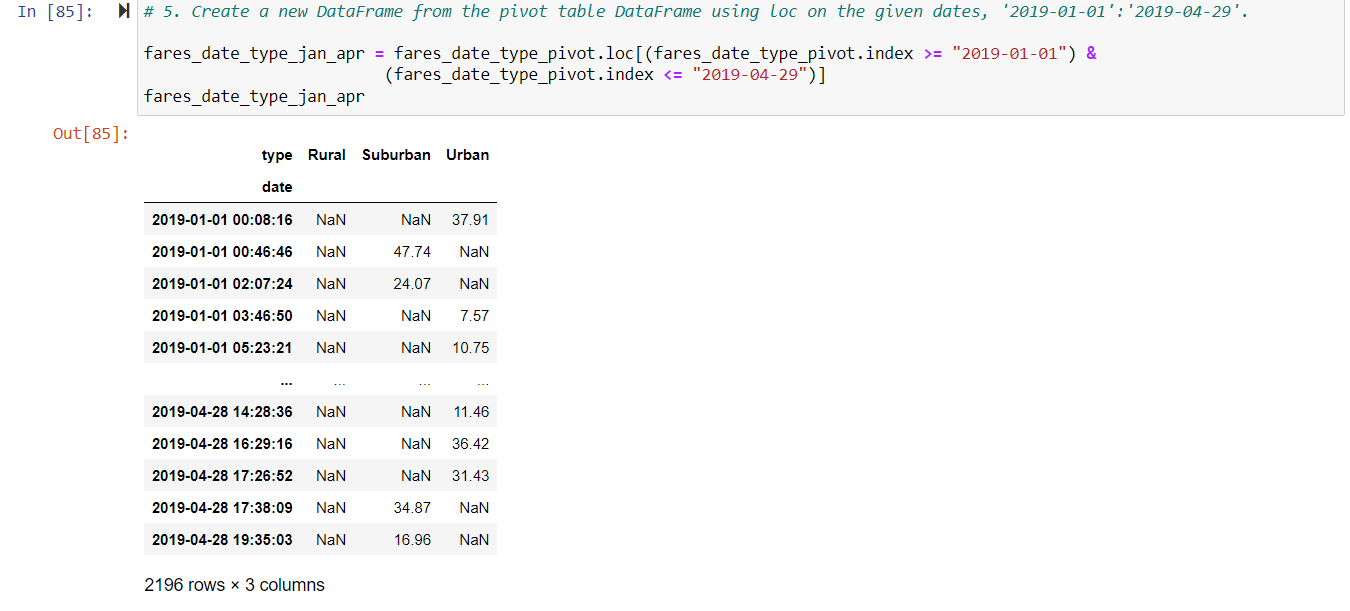 In [85]: # 5. Create a new DataFrame from the pivot table DataFrame using loc on the given dates, '2019-01-01':'2019-04-29'.
fares_date_type_jan_apr = fares_date_type_pivot.loc[(fares_date_type_pivot.index >= "2019-01-01") &
(fares_date_type_pivot.index <= "2019-04-29")]
fares_date_type_jan_apr
Out[85]:
type Rural Suburban Urban
date
2019-01-01 00:08:16 NaN NaN 37.91
2019-01-01 00:46:46 NaN 47.74 NaN
2019-01-01 02:07:24 NaN 24.07 NaN
2019-01-01 03:46:50 NaN NaN 7.57
2019-01-01 05:23:21 NaN NaN 10.75
... ... ... ...
2019-04-28 14:28:36 NaN NaN 11.46
2019-04-28 16:29:16 NaN NaN 36.42
2019-04-28 17:26:52 NaN NaN 31.43
2019-04-28 17:38:09 NaN 34.87 NaN
2019-04-28 19:35:03 NaN 16.96 NaN
2196 rows × 3 columns